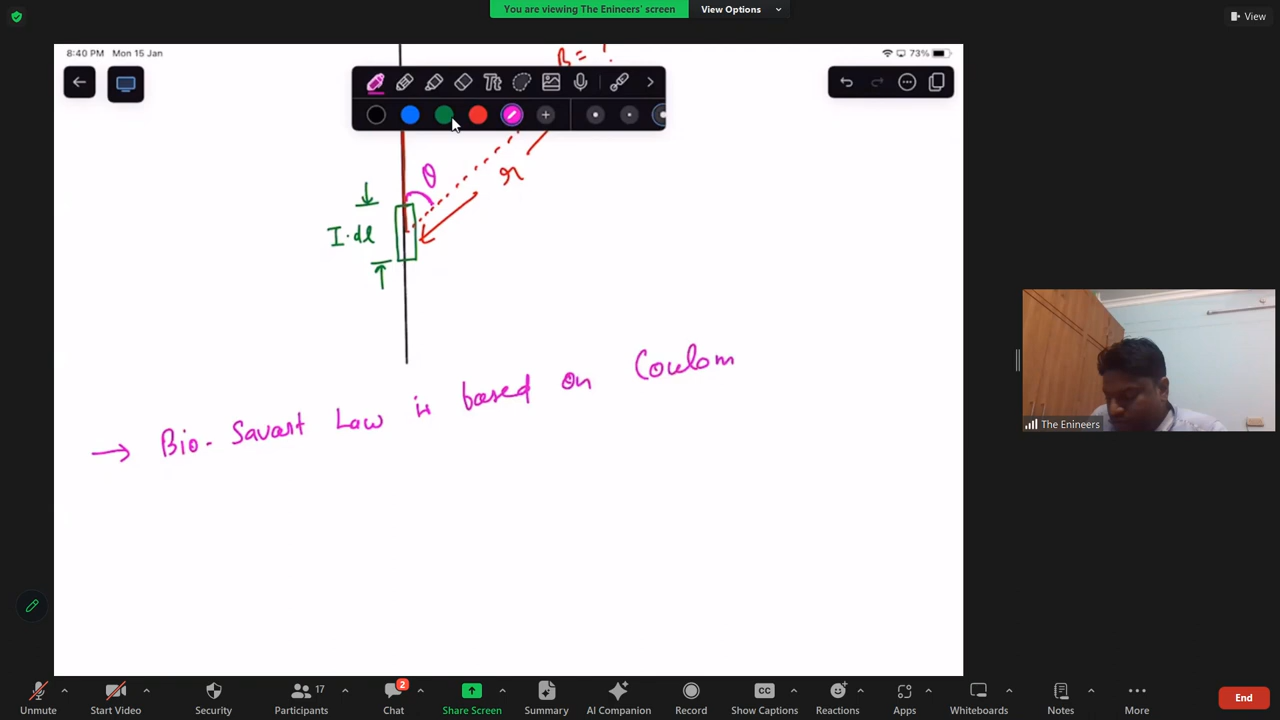 You are viewing The Enineers' screen
View Options
View
8:40 PM Mon 15 Jan
73%
B = ?
Tt
θ
r
I·dl
→ Bio-Savart Law is based on Coulom
The Enineers
Unmute
Start Video
Security
17
Participants
2
Chat
Share Screen
Summary
AI Companion
Record
CC
Show Captions
Reactions
Apps
Whiteboards
Notes
More
End